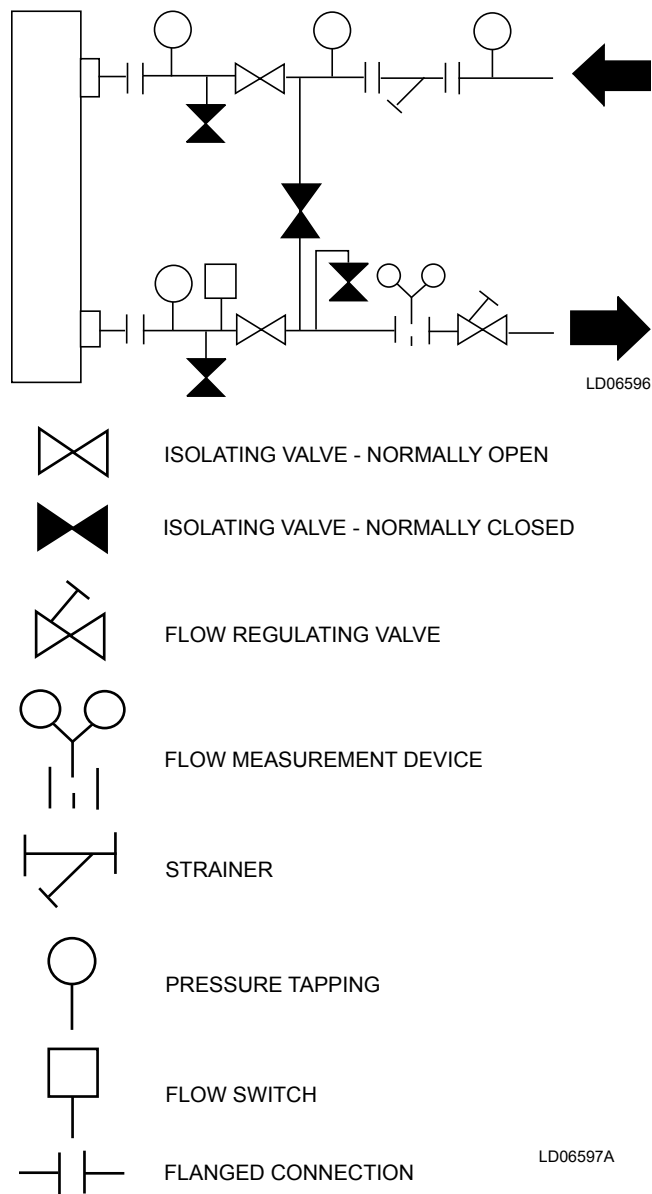 LD06596
ISOLATING VALVE - NORMALLY OPEN
ISOLATING VALVE - NORMALLY CLOSED
FLOW REGULATING VALVE
FLOW MEASUREMENT DEVICE
STRAINER
PRESSURE TAPPING
FLOW SWITCH
LD06597A
FLANGED CONNECTION